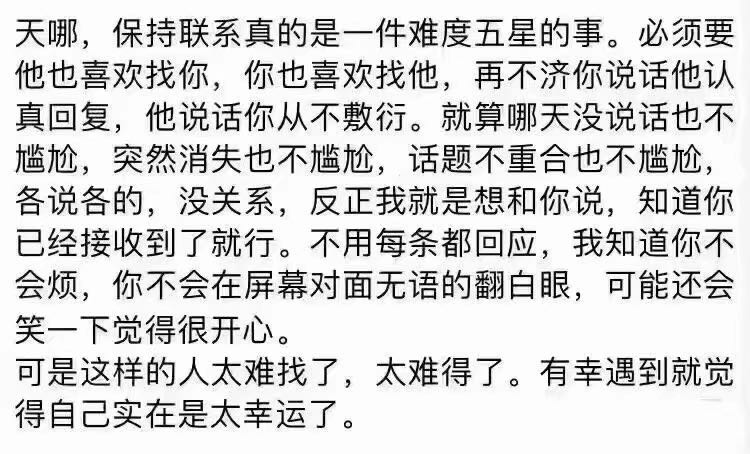 天哪，保持联系真的是一件难度五星的事。必须要
他也喜欢找你，你也喜欢找他，再不济你说话他认
真回复，他说话你从不敷衍。就算哪天没说话也不
尴尬，突然消失也不尴尬，话题不重合也不尴尬，
各说各的，没关系，反正我就是想和你说，知道你
已经接收到了就行。不用每条都回应，我知道你不
会烦，你不会在屏幕对面无语的翻白眼，可能还会
笑一下觉得很开心。
可是这样的人太难找了，太难得了。有幸遇到就觉
得自己实在是太幸运了。